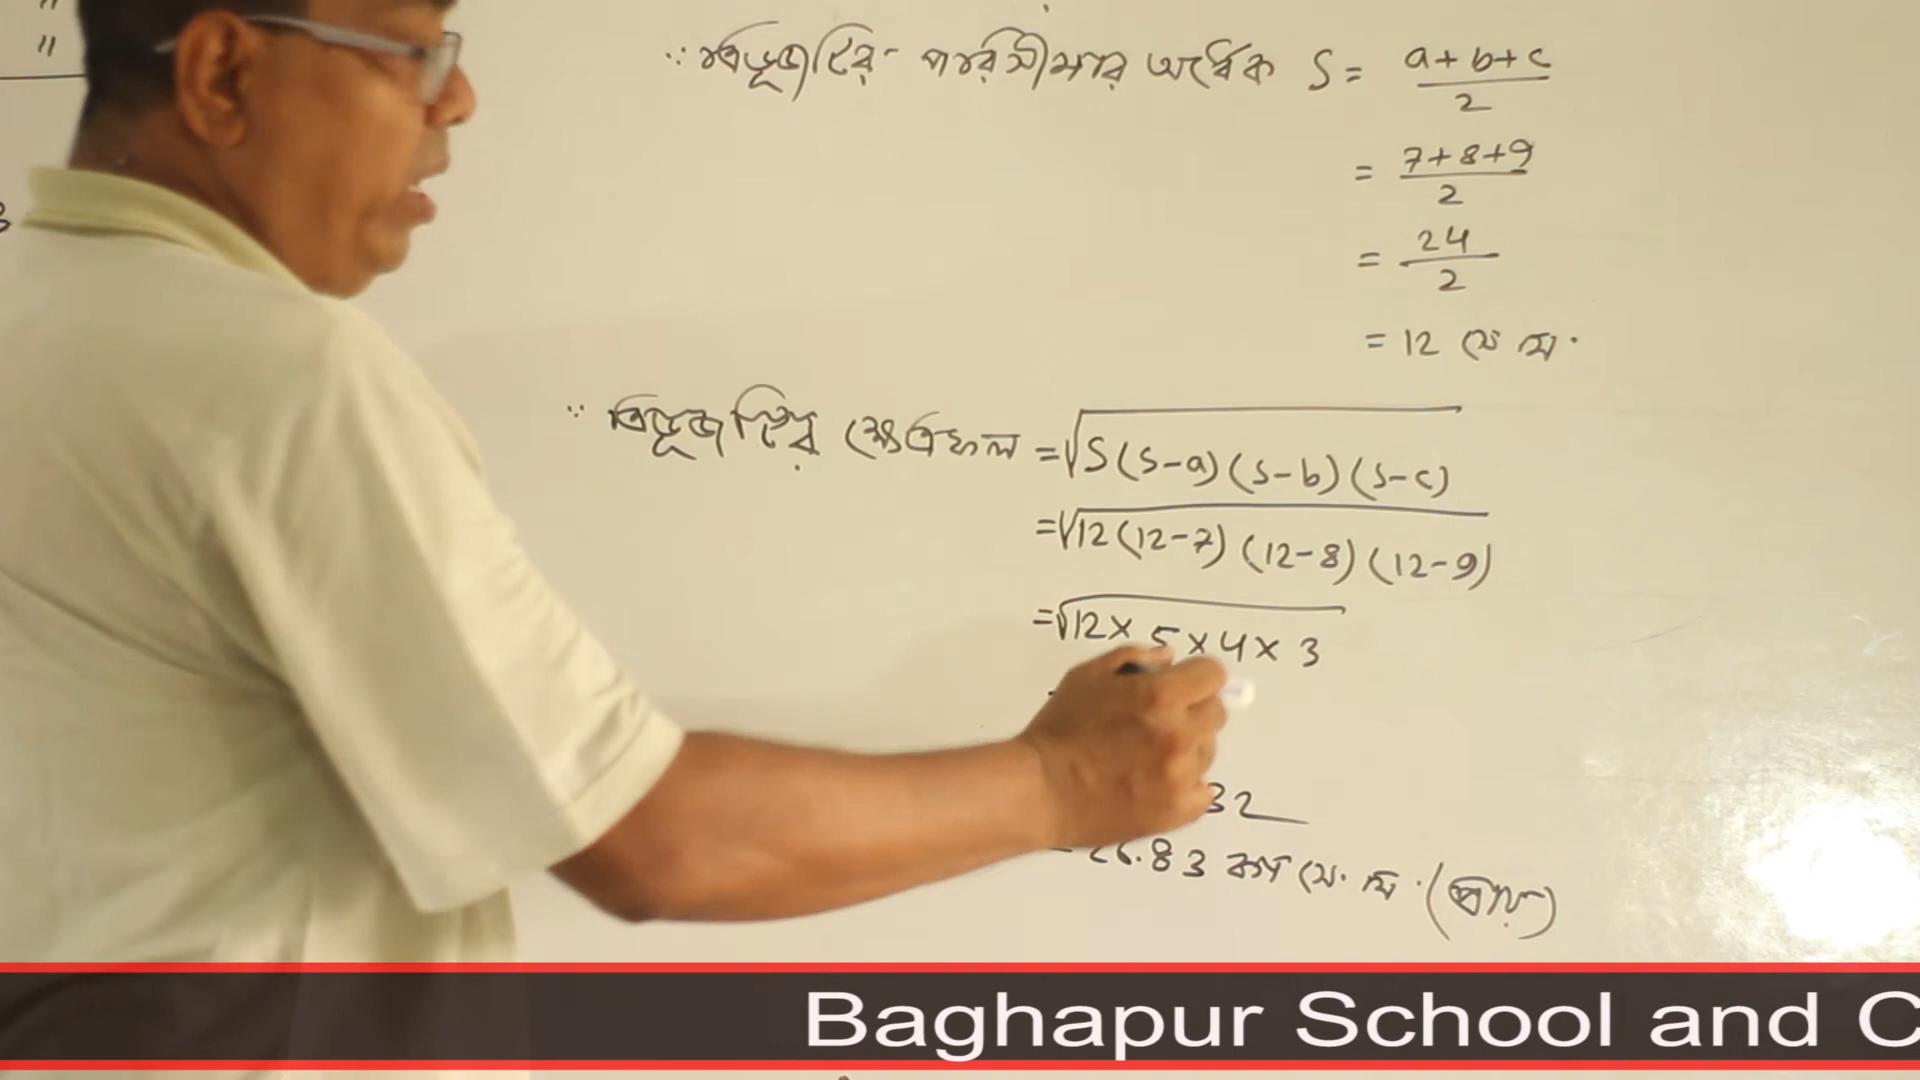 ∵ ত্রিভুজটির পরিসীমার অর্ধেক S = a+b+c / 2
= 7+8+9 / 2
= 24 / 2
= 12 সে মি.
∵ ত্রিভুজটির ক্ষেত্রফল = √S(S-a)(S-b)(S-c)
= √12(12-7)(12-8)(12-9)
= √12× 5×4× 3
32
= 26.83 বর্গ সে. মি. (প্রায়)
Baghapur School and C